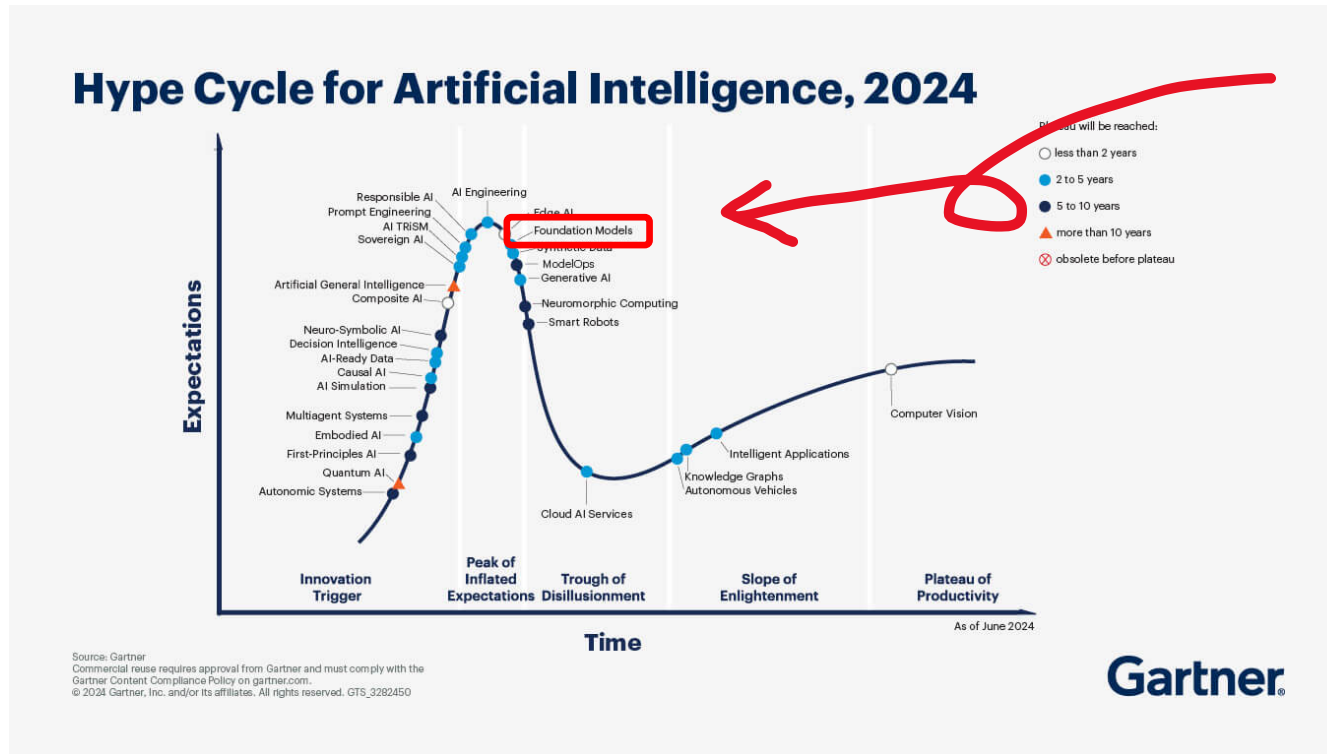 Hype Cycle for Artificial Intelligence, 2024
Plateau will be reached:
less than 2 years
2 to 5 years
5 to 10 years
more than 10 years
obsolete before plateau
Expectations
AI Engineering
Responsible AI
Prompt Engineering
AI TRiSM
Sovereign AI
Artificial General Intelligence
Composite AI
Neuro-Symbolic AI
Decision Intelligence
AI-Ready Data
Causal AI
AI Simulation
Multiagent Systems
Embodied AI
First-Principles AI
Quantum AI
Autonomic Systems
Edge AI
Foundation Models
Synthetic Data
ModelOps
Generative AI
Neuromorphic Computing
Smart Robots
Cloud AI Services
Computer Vision
Intelligent Applications
Knowledge Graphs
Autonomous Vehicles
Innovation
Trigger
Peak of
Inflated
Expectations
Trough of
Disillusionment
Slope of
Enlightenment
Plateau of
Productivity
Time
As of June 2024
Source: Gartner
Commercial reuse requires approval from Gartner and must comply with the
Gartner Content Compliance Policy on gartner.com.
© 2024 Gartner, Inc. and/or its affiliates. All rights reserved. GTS_3282450
Gartner®